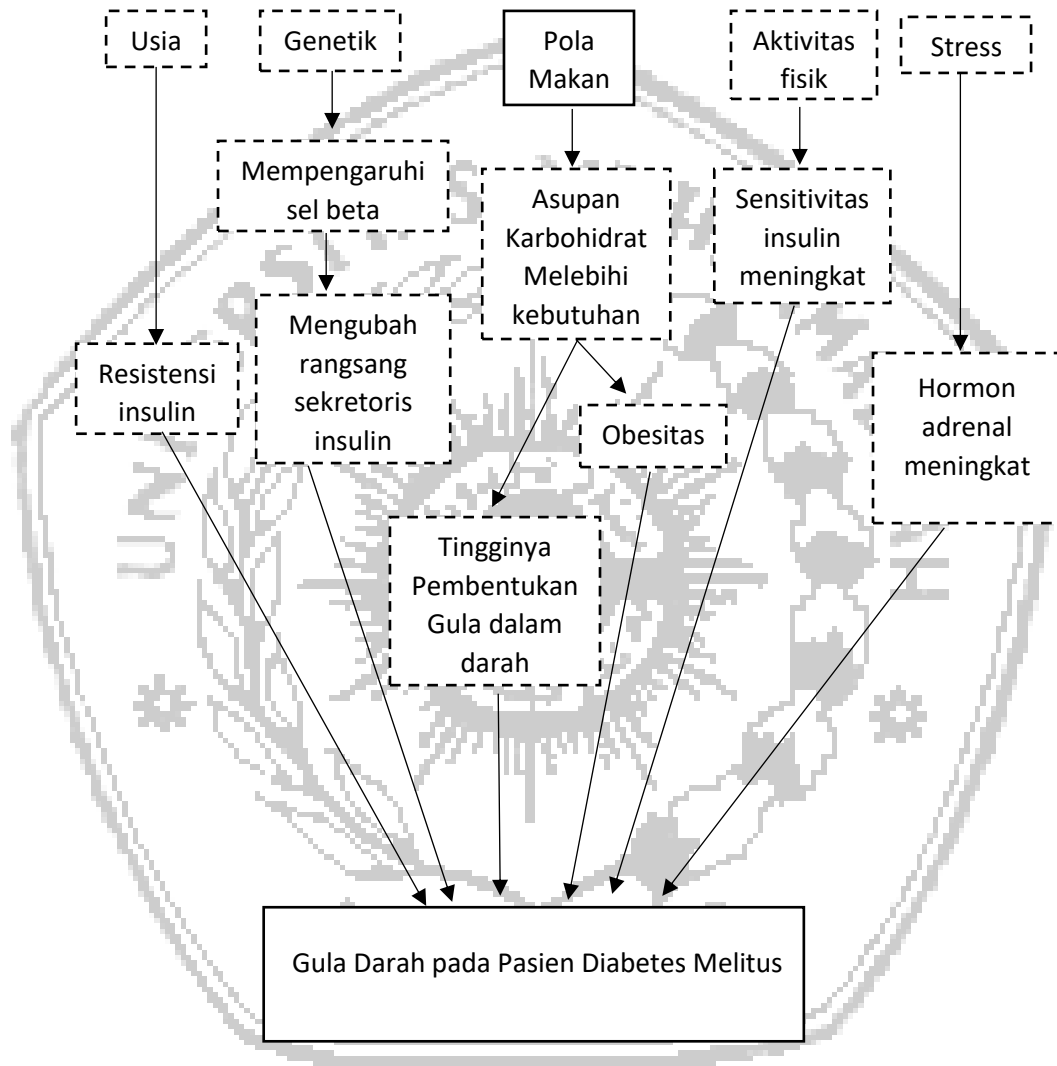 Usia
Genetik
Pola
Makan
Aktivitas
fisik
Stress
Mempengaruhi
sel beta
Asupan
Karbohidrat
Melebihi
kebutuhan
Sensitivitas
insulin
meningkat
Mengubah
rangsang
sekretoris
insulin
Resistensi
insulin
Obesitas
Hormon
adrenal
meningkat
Tingginya
Pembentukan
Gula dalam
darah
Gula Darah pada Pasien Diabetes Melitus